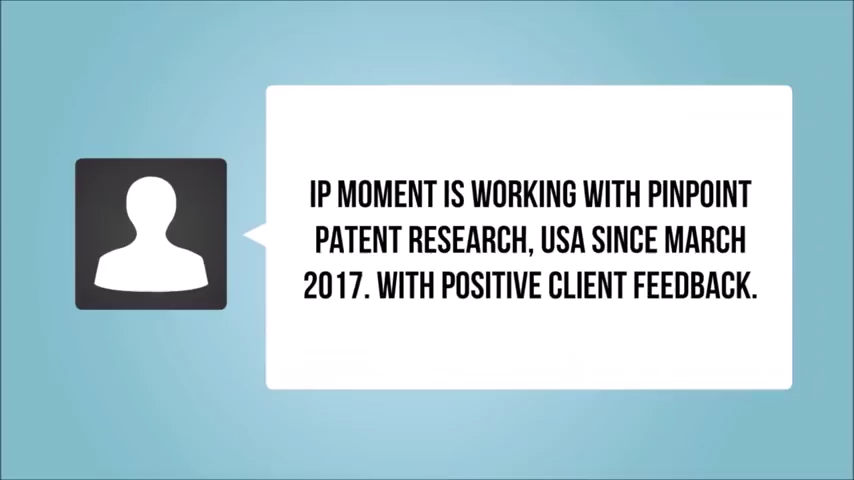 IP MOMENT IS WORKING WITH PINPOINT
PATENT RESEARCH, USA SINCE MARCH
2017. WITH POSITIVE CLIENT FEEDBACK.